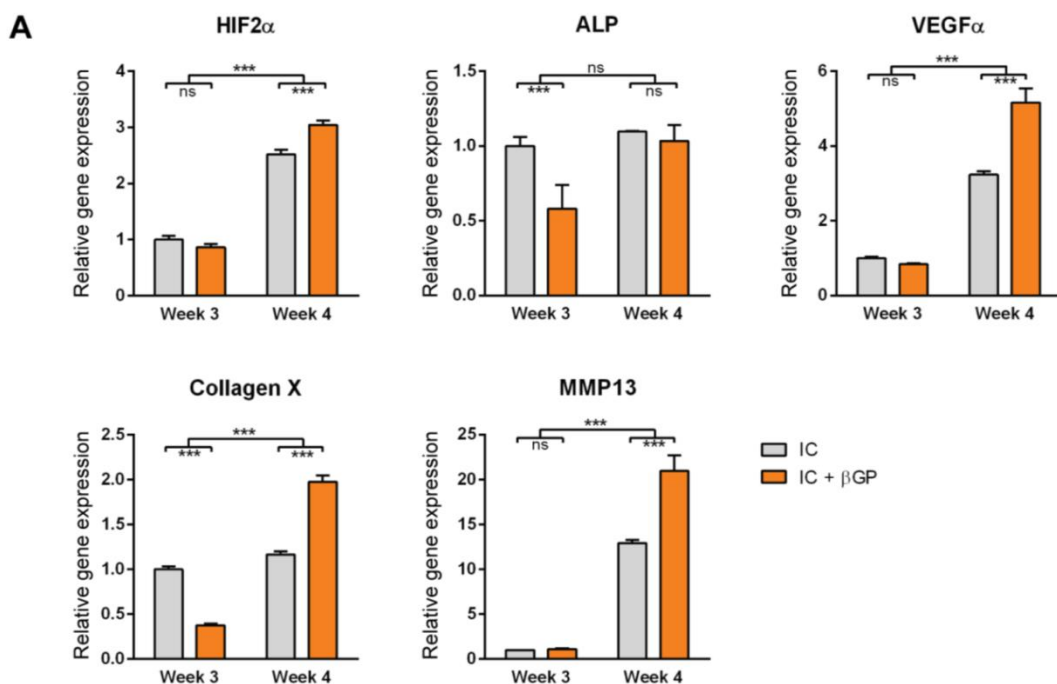 A
HIF2α
Relative gene expression
4
3
2
1
0
***
ns
***
Week 3
Week 4
ALP
Relative gene expression
1.5
1.0
0.5
0.0
ns
***
ns
Week 3
Week 4
VEGFα
Relative gene expression
6
4
2
0
***
ns
***
Week 3
Week 4
Collagen X
Relative gene expression
2.5
2.0
1.5
1.0
0.5
0.0
***
***
***
Week 3
Week 4
MMP13
Relative gene expression
25
20
15
10
5
0
***
ns
***
Week 3
Week 4
IC
IC + βGP